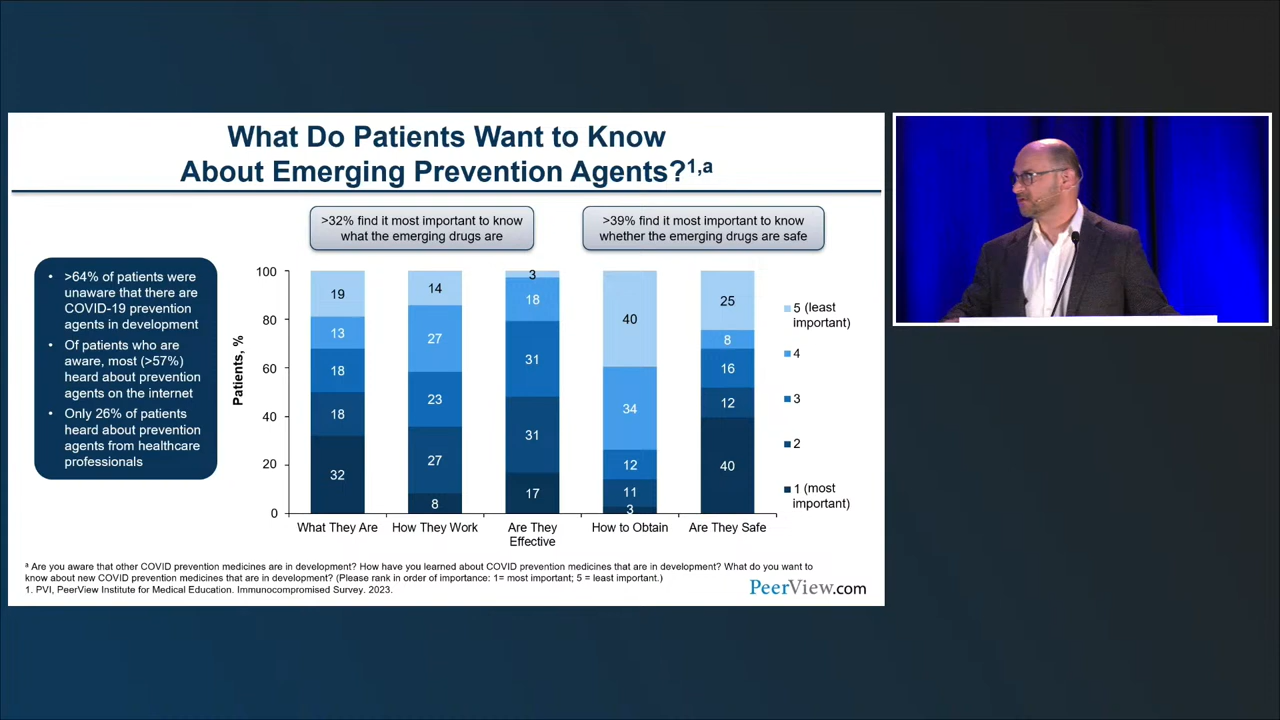 What Do Patients Want to Know
About Emerging Prevention Agents?1,a
>32% find it most important to know
what the emerging drugs are
>39% find it most important to know
whether the emerging drugs are safe
• >64% of patients were
unaware that there are
COVID-19 prevention
agents in development
• Of patients who are
aware, most (>57%)
heard about prevention
agents on the internet
• Only 26% of patients
heard about prevention
agents from healthcare
professionals
Patients, %
100
80
60
40
20
0
19
13
18
18
32
14
27
23
27
8
3
18
31
31
17
40
34
12
11
3
25
8
16
12
40
What They Are
How They Work
Are They
Effective
How to Obtain
Are They Safe
5 (least
important)
4
3
2
1 (most
important)
a Are you aware that other COVID prevention medicines are in development? How have you learned about COVID prevention medicines that are in development? What do you want to
know about new COVID prevention medicines that are in development? (Please rank in order of importance: 1= most important; 5 = least important.)
1. PVI, PeerView Institute for Medical Education. Immunocompromised Survey. 2023.
PeerView.com